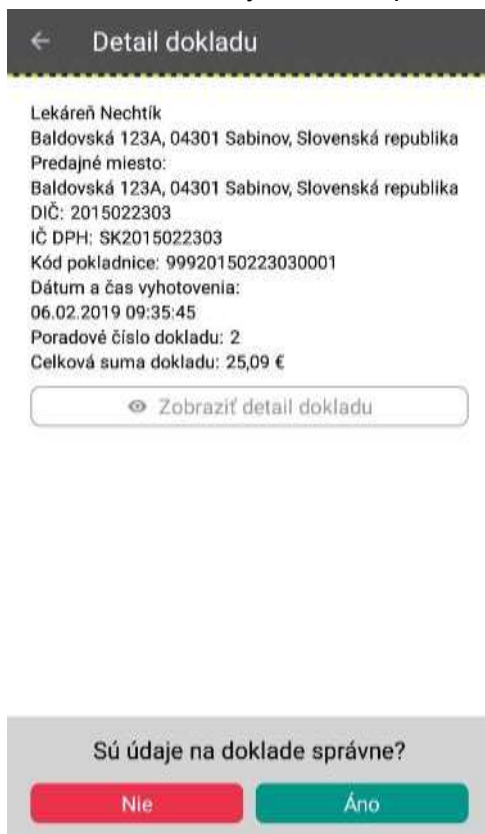 Detail dokladu
Lekáreň Nechtík
Baldovská 123A, 04301 Sabinov, Slovenská republika
Predajné miesto:
Baldovská 123A, 04301 Sabinov, Slovenská republika
DIČ: 2015022303
IČ DPH: SK2015022303
Kód pokladnice: 99920150223030001
Dátum a čas vyhotovenia:
06.02.2019 09:35:45
Poradové číslo dokladu: 2
Celková suma dokladu: 25,09 €
Zobraziť detail dokladu
Sú údaje na doklade správne?
Nie
Áno